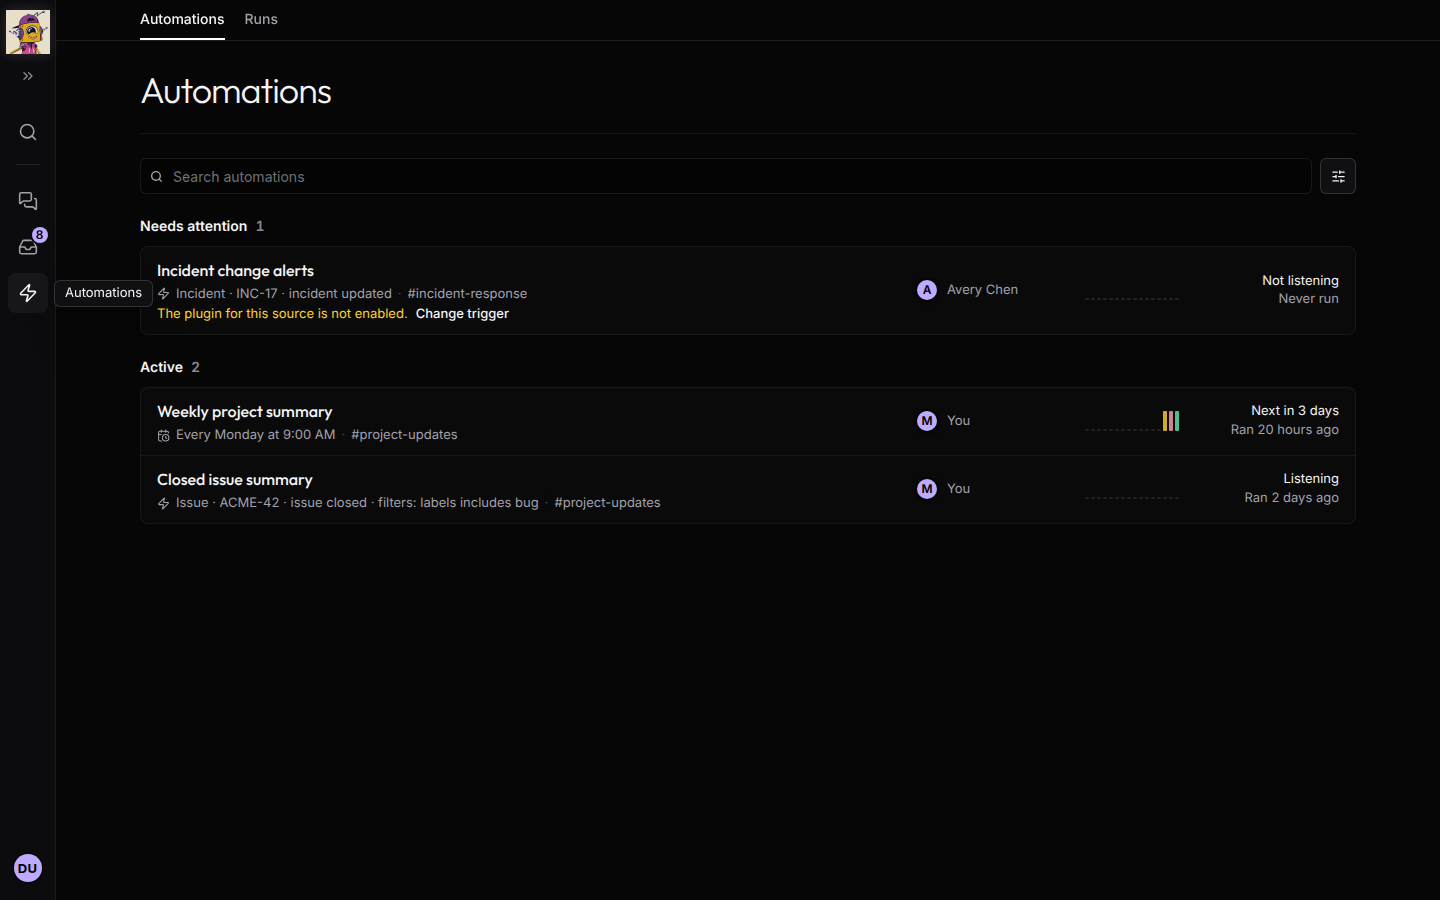 Automations Runs
Automations
Search automations
Needs attention 1
Incident change alerts
Incident · INC-17 · incident updated · #incident-response
The plugin for this source is not enabled. Change trigger
A Avery Chen
Not listening
Never run
8
Automations
Active 2
Weekly project summary
Every Monday at 9:00 AM · #project-updates
M You
Next in 3 days
Ran 20 hours ago
Closed issue summary
Issue · ACME-42 · issue closed · filters: labels includes bug · #project-updates
M You
Listening
Ran 2 days ago
DU